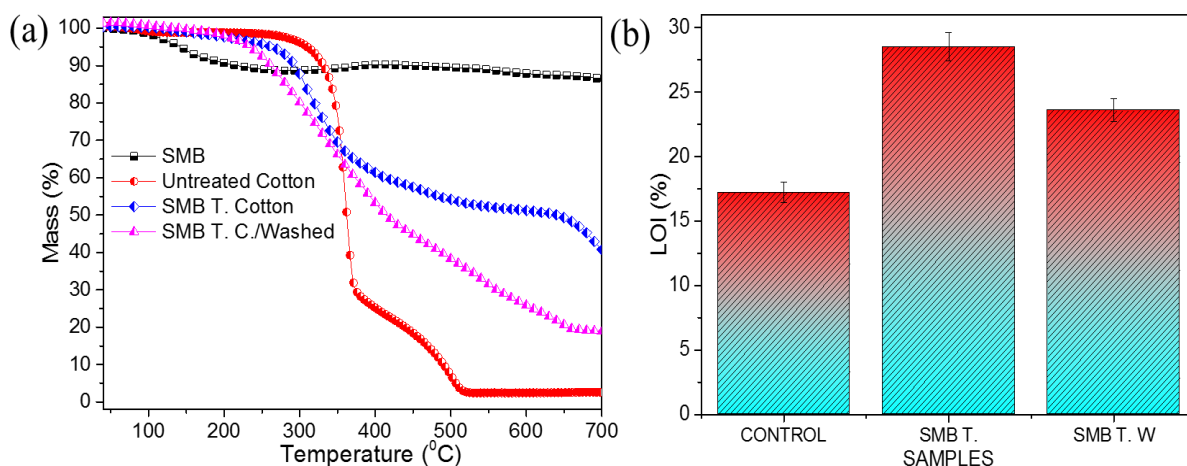 (a)
100
90
80
70
60
50
40
30
20
10
0
Mass (%)
SMB
Untreated Cotton
SMB T. Cotton
SMB T. C./Washed
100 200 300 400 500 600 700
Temperature (⁰C)
(b)
30
25
20
15
10
5
0
LOI (%)
CONTROL SMB T. SMB T. W
SAMPLES